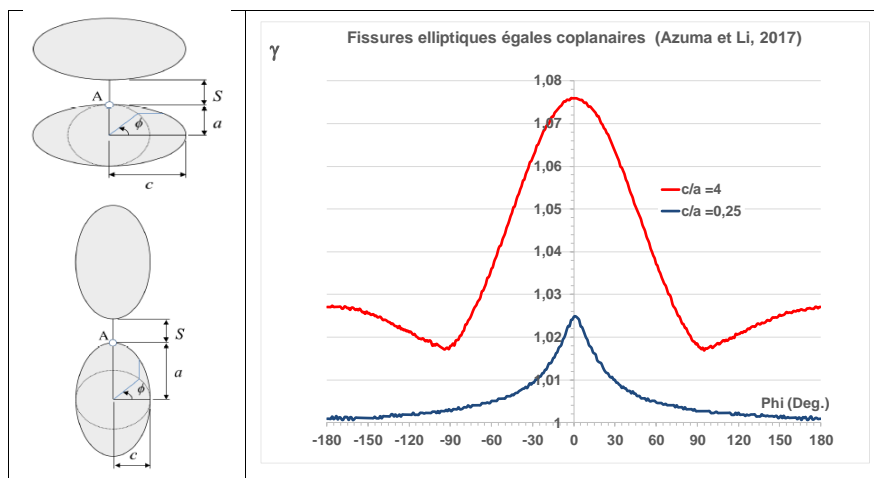 S
A
a
ϕ
c
S
A
a
ϕ
c
γ
Fissures elliptiques égales coplanaires (Azuma et Li, 2017)
1,08
1,07
1,06
1,05
1,04
1,03
1,02
1,01
1
c/a =4
c/a =0,25
Phi (Deg.)
-180 -150 -120 -90 -60 -30 0 30 60 90 120 150 180